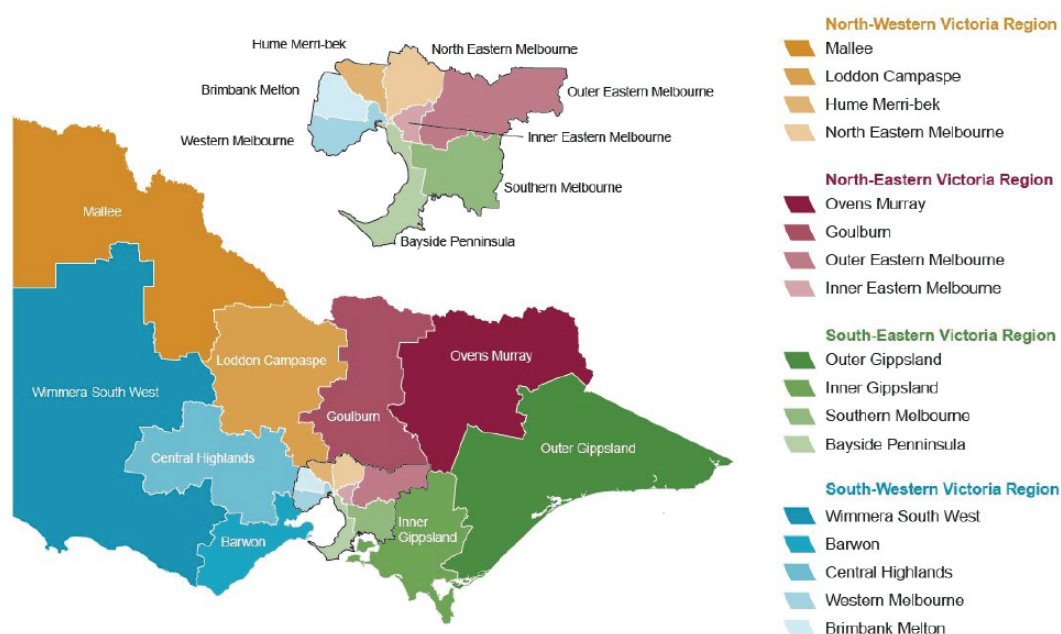 Hume Merri-bek
North Eastern Melbourne
Brimbank Melton
Outer Eastern Melbourne
Western Melbourne
Inner Eastern Melbourne
Southern Melbourne
Bayside Penninsula
Mallee
Loddon Campaspe
Ovens Murray
Wimmera South West
Goulburn
Outer Gippsland
Central Highlands
Inner
Gippsland
Barwon
North-Western Victoria Region
Mallee
Loddon Campaspe
Hume Merri-bek
North Eastern Melbourne
North-Eastern Victoria Region
Ovens Murray
Goulburn
Outer Eastern Melbourne
Inner Eastern Melbourne
South-Eastern Victoria Region
Outer Gippsland
Inner Gippsland
Southern Melbourne
Bayside Penninsula
South-Western Victoria Region
Wimmera South West
Barwon
Central Highlands
Western Melbourne
Brimbank Melton